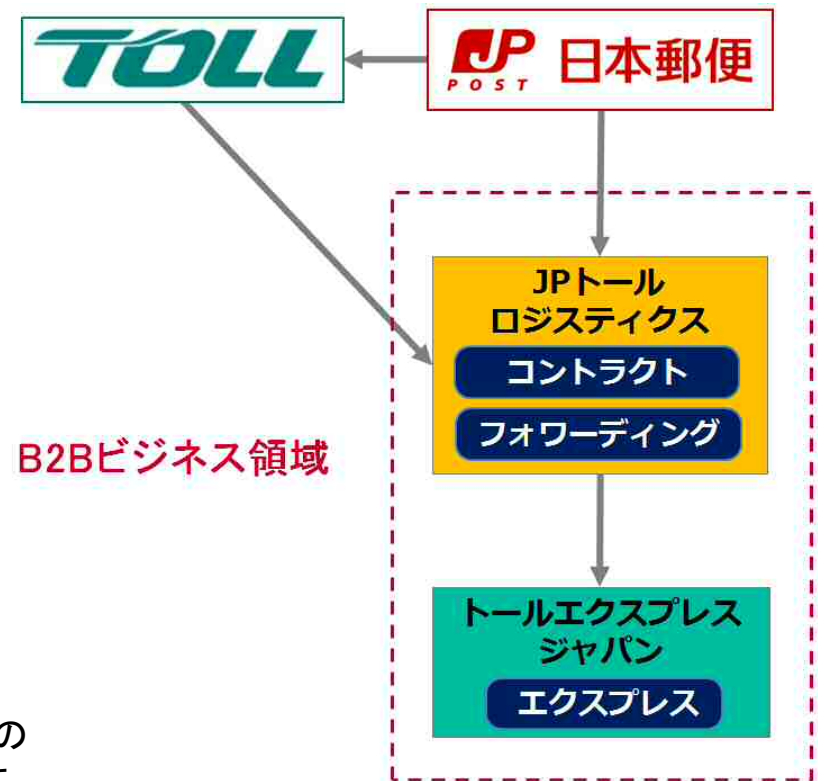 TOLL
JP 日本郵便
POST
JPトール
ロジスティクス
コントラクト
フォワーディング
B2Bビジネス領域
トールエクスプレス
ジャパン
エクスプレス
の